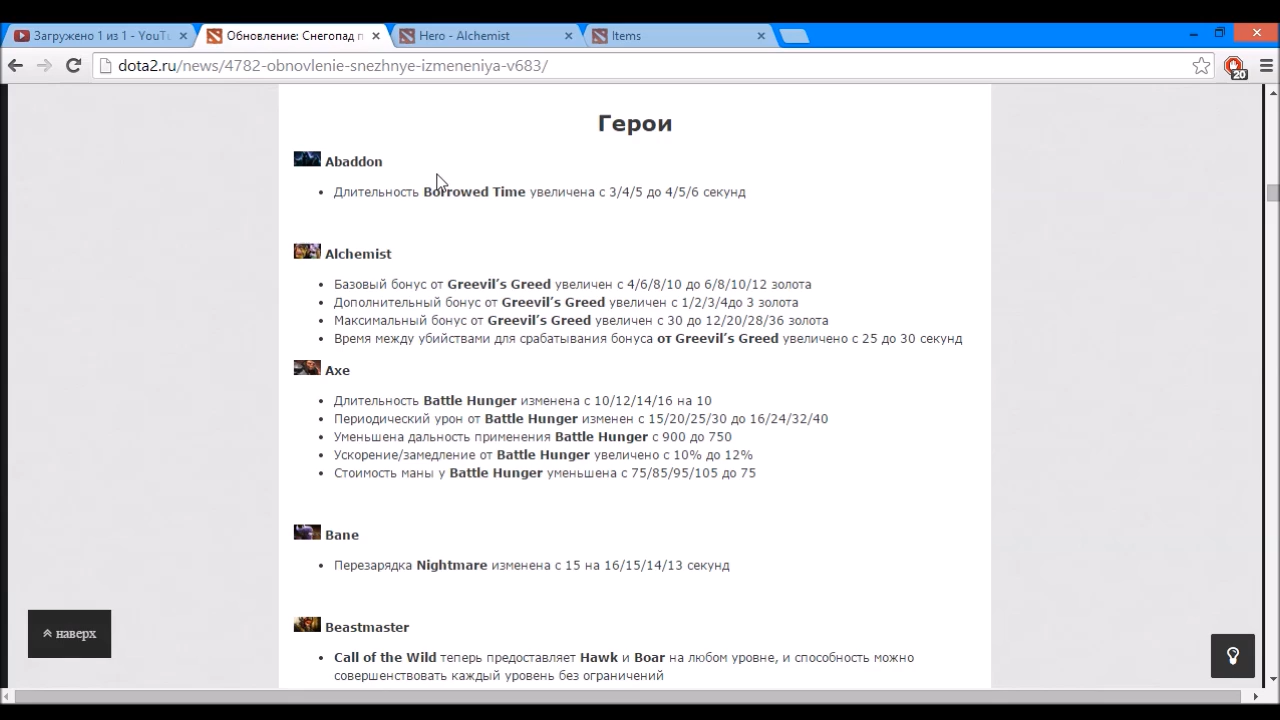 Загружено 1 из 1 - YouTu
Обновление: Снегопад п
Hero - Alchemist
Items
dota2.ru/news/4782-obnovlenie-snezhnye-izmeneniya-v683/
20
Герои
Abaddon
Длительность Borrowed Time увеличена с 3/4/5 до 4/5/6 секунд
Alchemist
Базовый бонус от Greevil’s Greed увеличен с 4/6/8/10 до 6/8/10/12 золота
Дополнительный бонус от Greevil’s Greed увеличен с 1/2/3/4до 3 золота
Максимальный бонус от Greevil’s Greed увеличен с 30 до 12/20/28/36 золота
Время между убийствами для срабатывания бонуса от Greevil’s Greed увеличено с 25 до 30 секунд
Axe
Длительность Battle Hunger изменена с 10/12/14/16 на 10
Периодический урон от Battle Hunger изменен с 15/20/25/30 до 16/24/32/40
Уменьшена дальность применения Battle Hunger с 900 до 750
Ускорение/замедление от Battle Hunger увеличено с 10% до 12%
Стоимость маны у Battle Hunger уменьшена с 75/85/95/105 до 75
Bane
Перезарядка Nightmare изменена с 15 на 16/15/14/13 секунд
Beastmaster
Call of the Wild теперь предоставляет Hawk и Boar на любом уровне, и способность можно
совершенствовать каждый уровень без ограничений
наверх